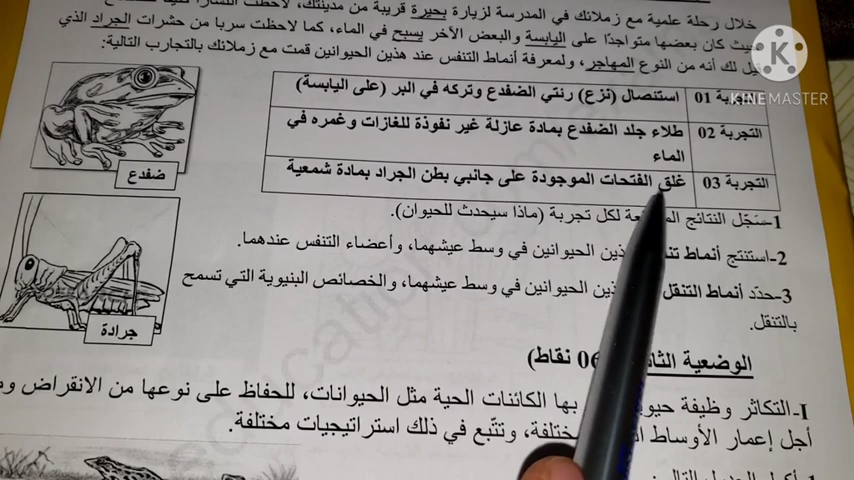 خلال رحلة علمية مع زملائك في المدرسة لزيارة بحيرة قريبة من مدينتك، لاحظت
حيث كان بعضها متواجدًا على اليابسة والبعض الآخر يسبح في الماء، كما لاحظت سربا من حشرات الجراد الذي
قيل لك أنه من النوع المهاجر، ولمعرفة أنماط التنفس عند هذين الحيوانين قمت مع زملائك بالتجارب التالية:
K
KINEMASTER
التجربة 01 استئصال (نزع) رئتي الضفدع وتركه في البر (على اليابسة)
التجربة 02 طلاء جلد الضفدع بمادة عازلة غير نفوذة للغازات وغمره في
الماء
التجربة 03 غلق الفتحات الموجودة على جانبي بطن الجراد بمادة شمعية
ضفدع
جرادة
1-سَجّل النتائج لكل تجربة (ماذا سيحدث للحيوان).
2-استنتج أنماط الحيوانين في وسط عيشهما، وأعضاء التنفس عندهما.
3-حدّد أنماط التنقل الحيوانين في وسط عيشهما، والخصائص البنيوية التي تسمح
بالتنقل.
الوضعية 06 نقاط)
I-التكاثر وظيفة بها الكائنات الحية مثل الحيوانات، للحفاظ على نوعها من الانقراض
أجل إعمار الأوساط وتتّبع في ذلك استراتيجيات مختلفة.